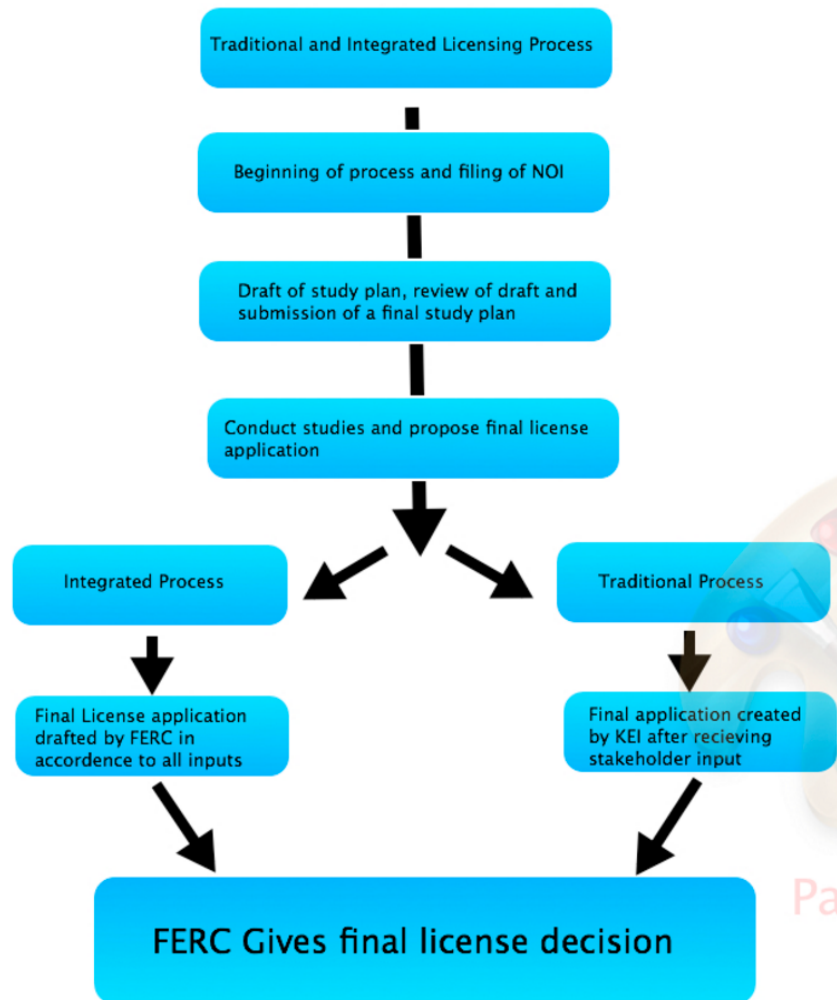 Traditional and Integrated Licensing Process
Beginning of process and filing of NOI
Draft of study plan, review of draft and
submission of a final study plan
Conduct studies and propose final license
application
Integrated Process
Traditional Process
Final License application
drafted by FERC in
accordence to all inputs
Final application created
by KEI after recieving
stakeholder input
FERC Gives final license decision